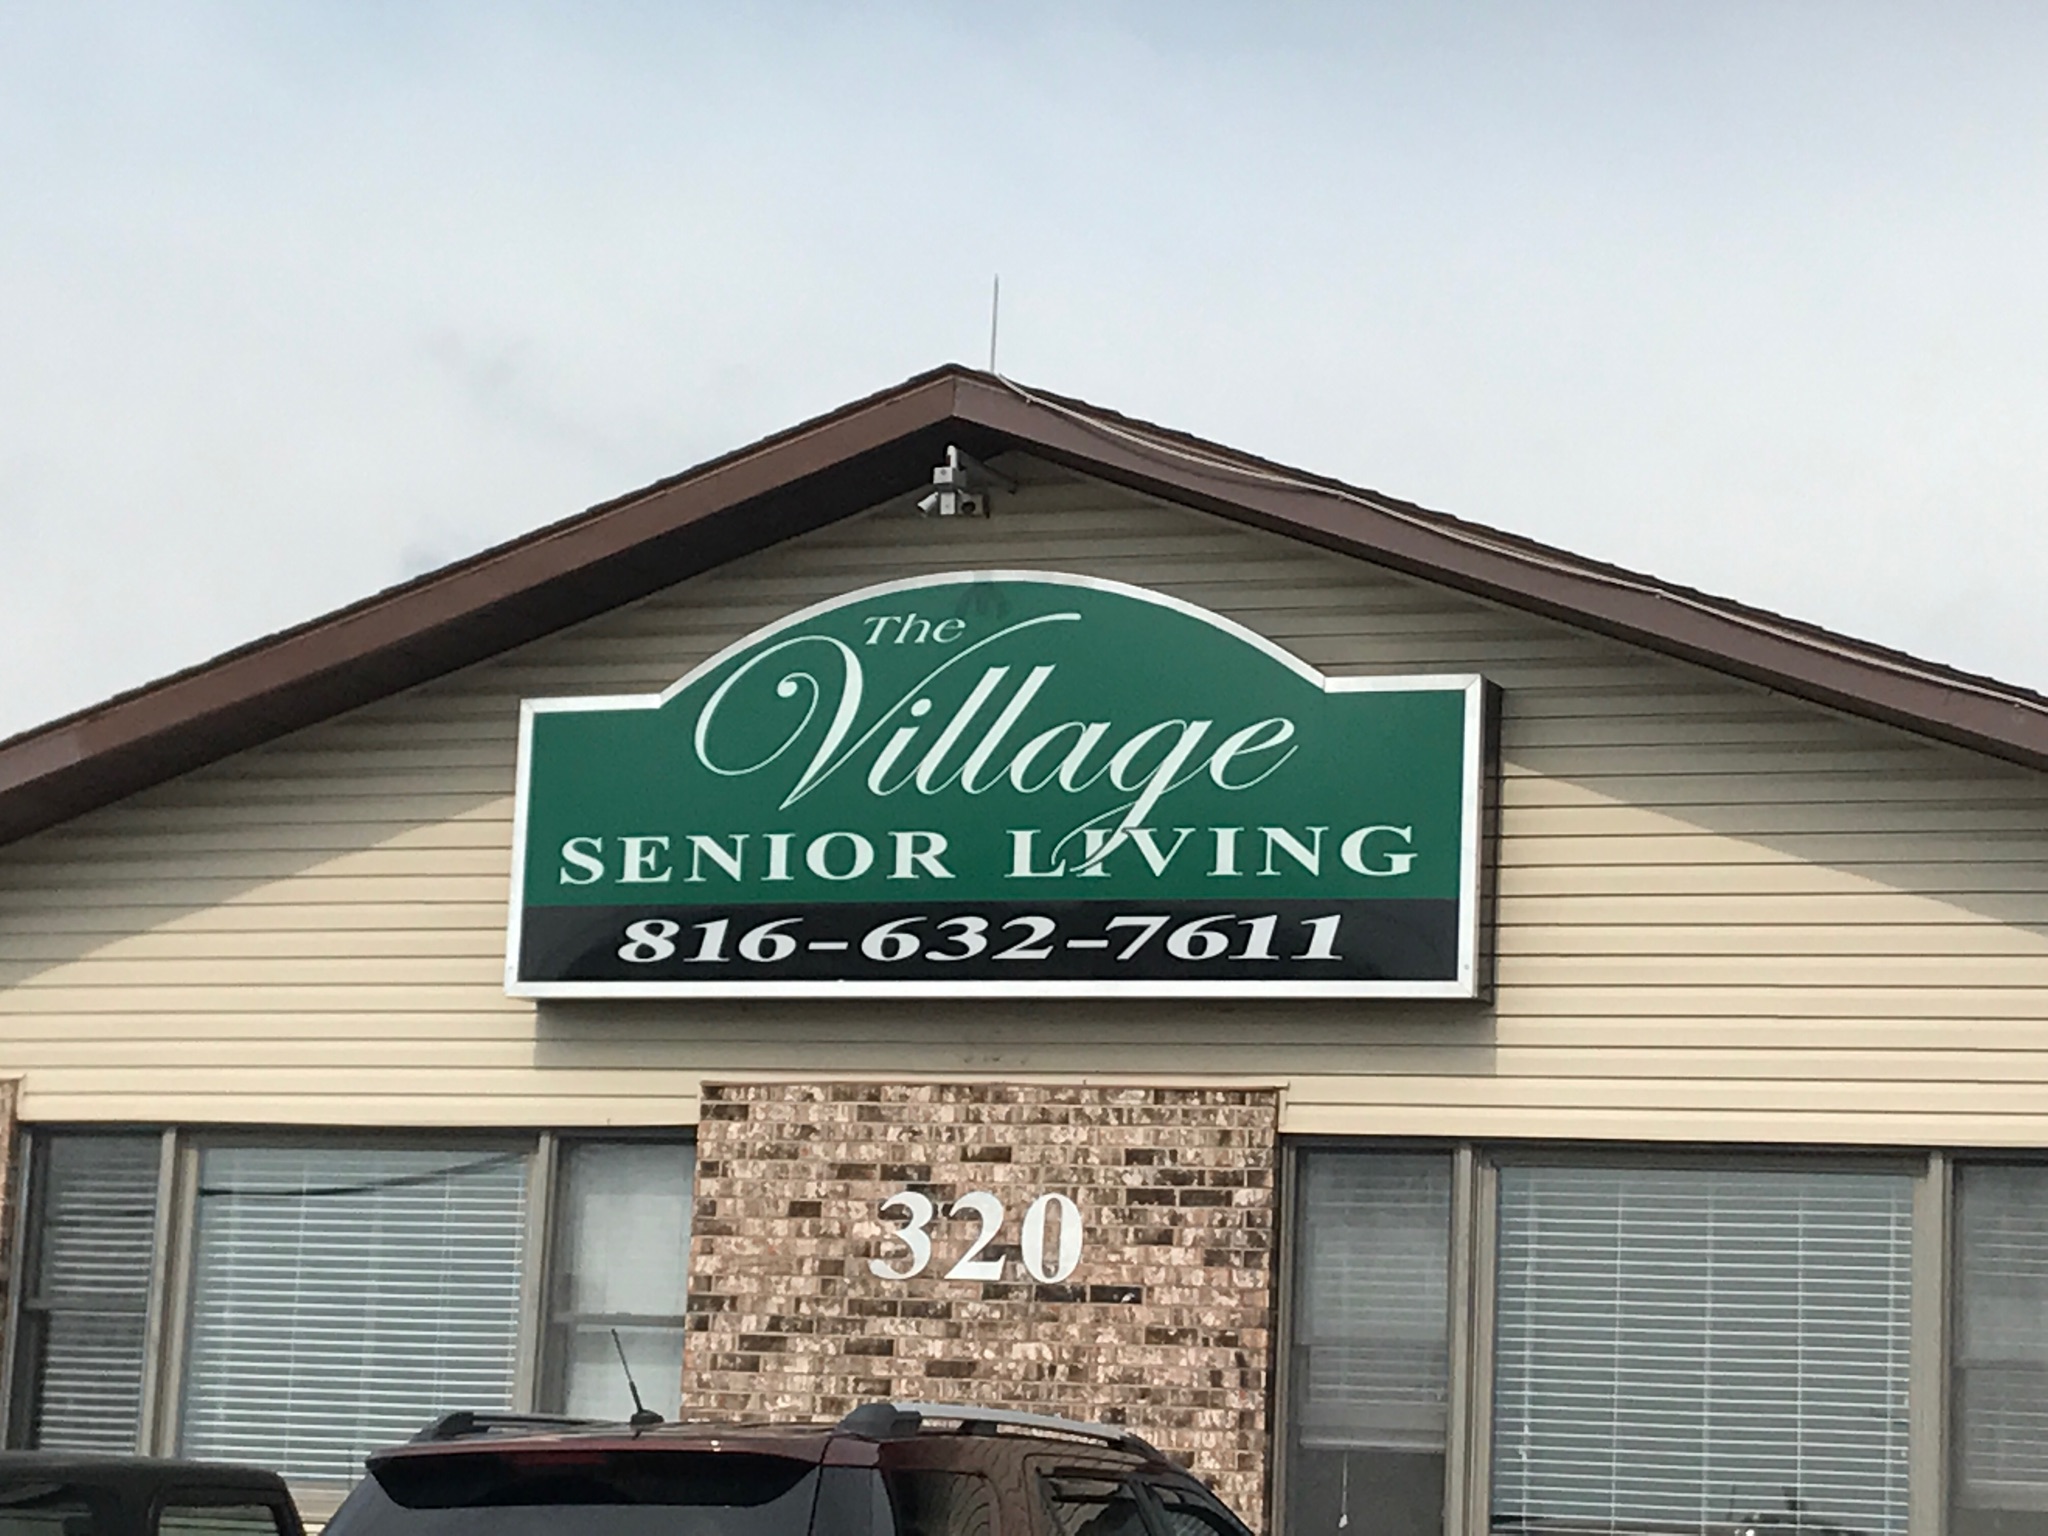 The
Village
SENIOR LIVING
816-632-7611
320